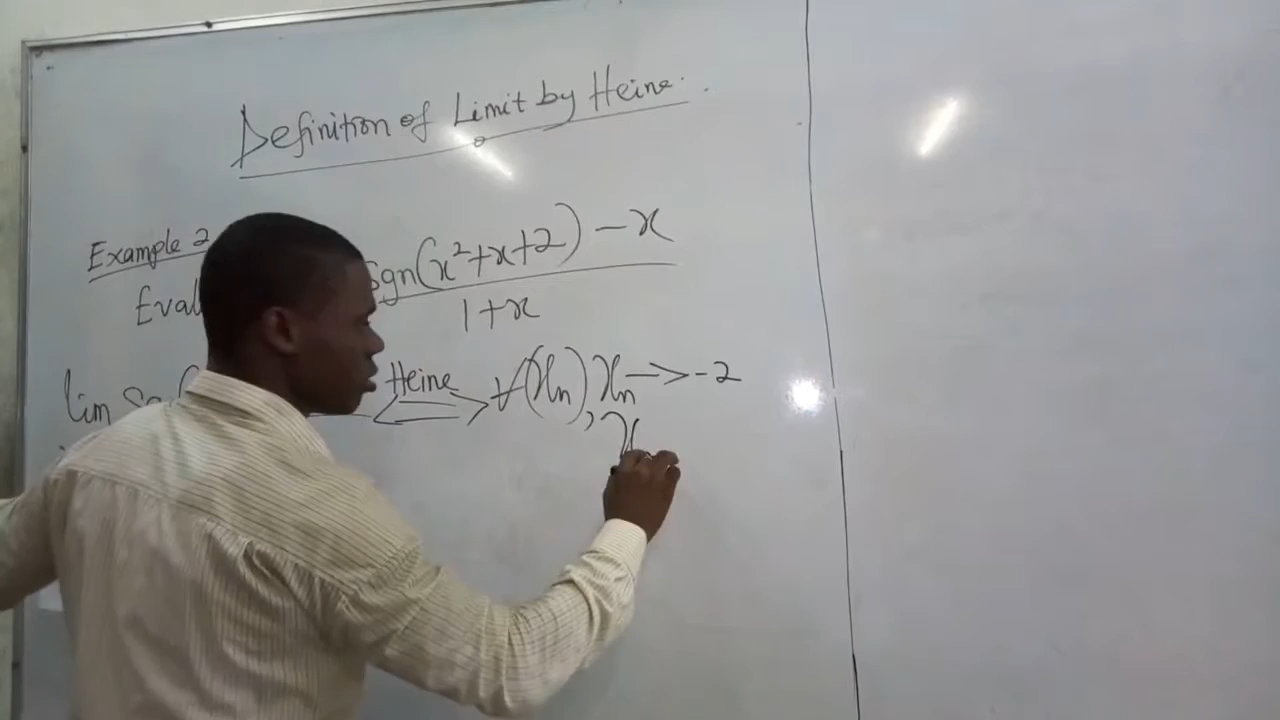 Definition of Limit by Heine.
Example 2
Eval sgn(x²+x+2) - x
1+x
lim Heine ∀(xₙ), xₙ -> -2
x